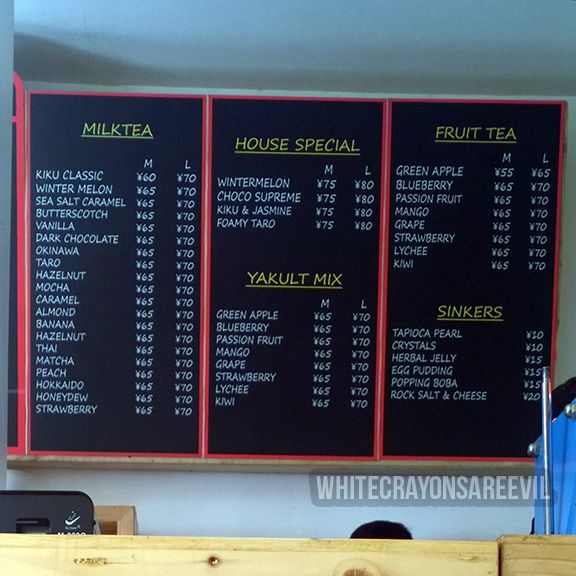 MILKTEA
M L
KIKU CLASSIC ¥60 ¥70
WINTER MELON ¥65 ¥70
SEA SALT CARAMEL ¥65 ¥70
BUTTERSCOTCH ¥65 ¥70
VANILLA ¥65 ¥70
DARK CHOCOLATE ¥65 ¥70
OKINAWA ¥65 ¥70
TARO ¥65 ¥70
HAZELNUT ¥65 ¥70
MOCHA ¥65 ¥70
CARAMEL ¥65 ¥70
ALMOND ¥65 ¥70
BANANA ¥65 ¥70
HAZELNUT ¥65 ¥70
THAI ¥65 ¥70
MATCHA ¥65 ¥70
PEACH ¥65 ¥70
HOKKAIDO ¥65 ¥70
HONEYDEW ¥65 ¥70
STRAWBERRY ¥65 ¥70
HOUSE SPECIAL
M L
WINTERMELON ¥75 ¥80
CHOCO SUPREME ¥75 ¥80
KIKU & JASMINE ¥75 ¥80
FOAMY TARO ¥75 ¥80
YAKULT MIX
M L
GREEN APPLE ¥65 ¥70
BLUEBERRY ¥65 ¥70
PASSION FRUIT ¥65 ¥70
MANGO ¥65 ¥70
GRAPE ¥65 ¥70
STRAWBERRY ¥65 ¥70
LYCHEE ¥65 ¥70
KIWI ¥65 ¥70
FRUIT TEA
M L
GREEN APPLE ¥55 ¥65
BLUEBERRY ¥65 ¥70
PASSION FRUIT ¥65 ¥70
MANGO ¥65 ¥70
GRAPE ¥65 ¥70
STRAWBERRY ¥65 ¥70
LYCHEE ¥65 ¥70
KIWI ¥65 ¥70
SINKERS
TAPIOCA PEARL ¥10
CRYSTALS ¥10
HERBAL JELLY ¥15
EGG PUDDING ¥15
POPPING BOBA ¥15
ROCK SALT & CHEESE ¥20
WHITECRAYONSAREEVIL